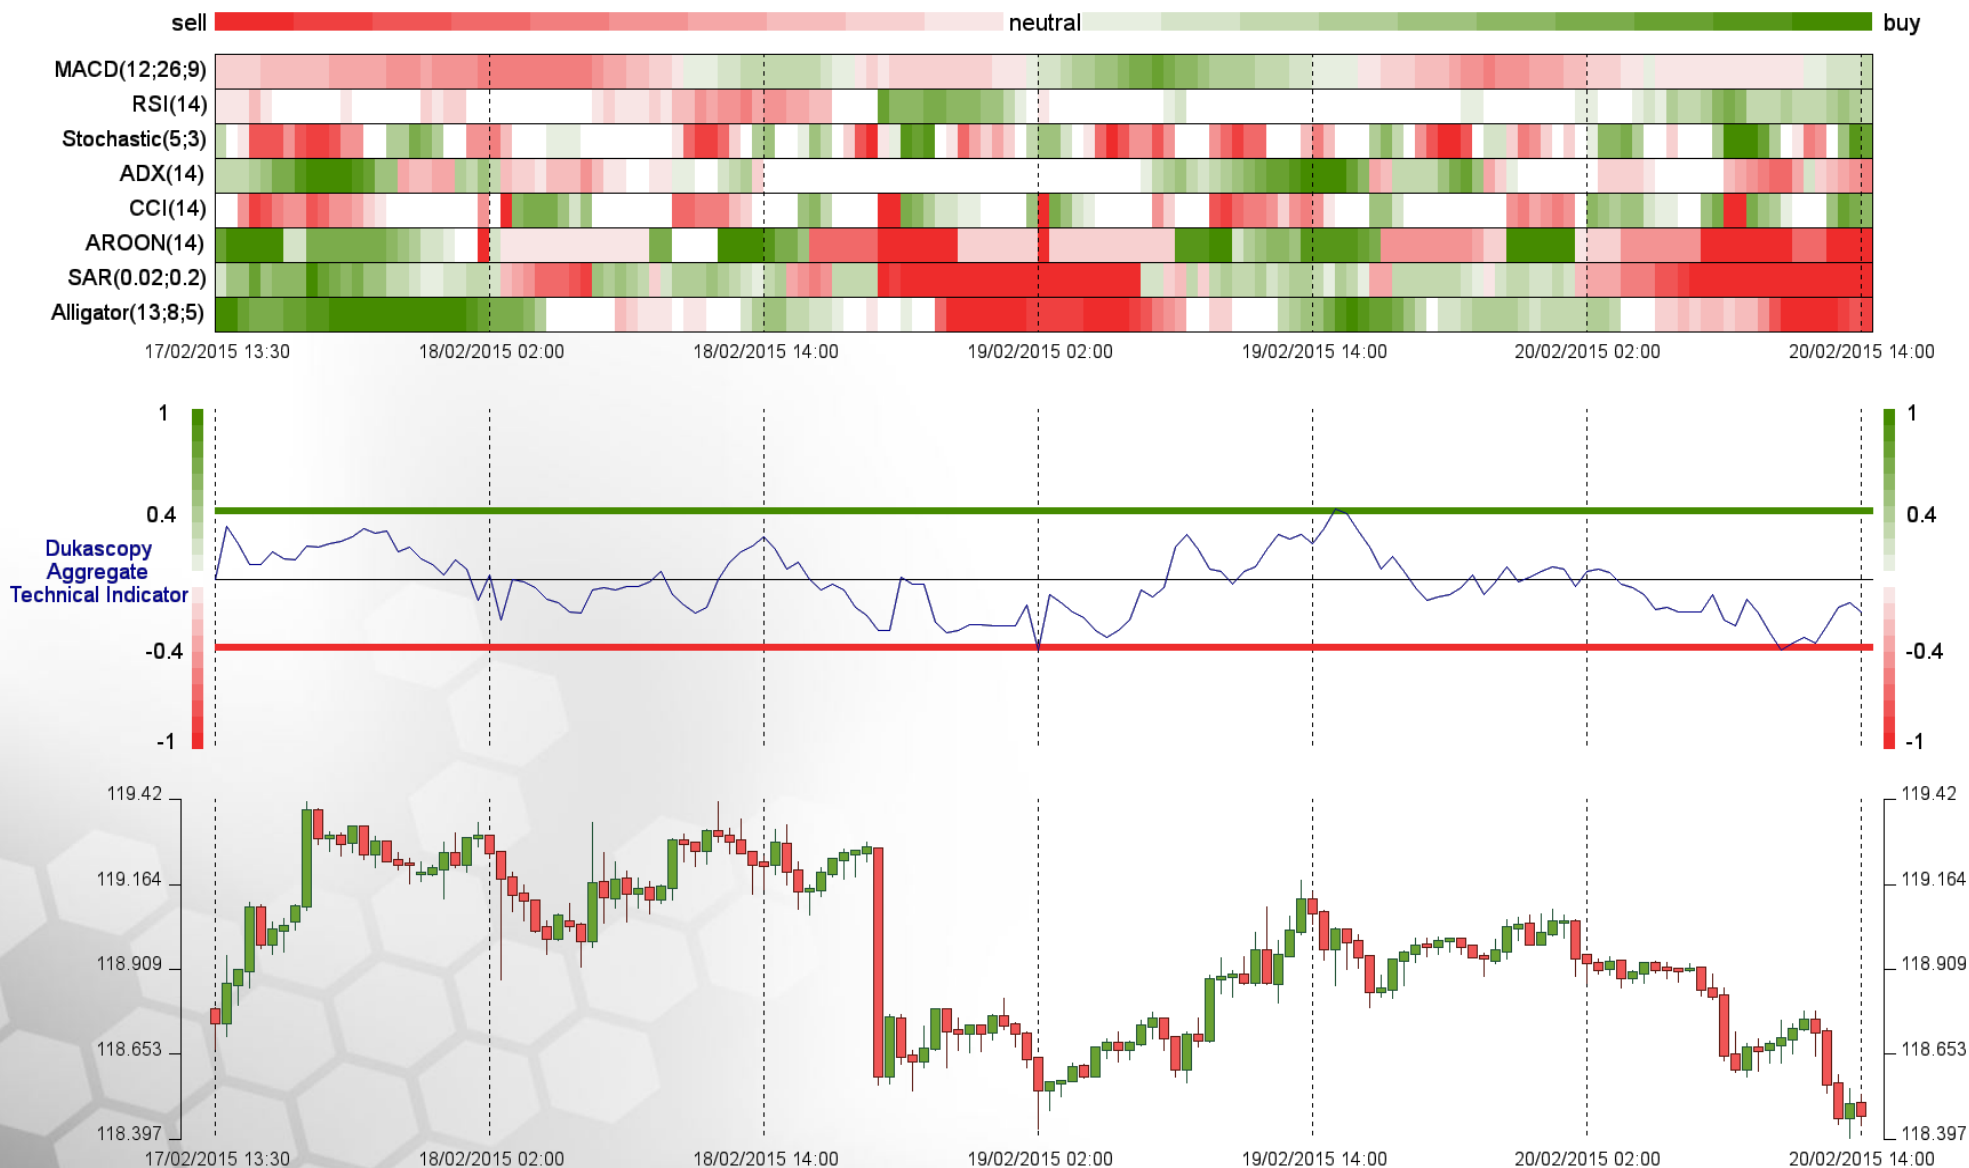 sell neutral buy
MACD(12;26;9)
RSI(14)
Stochastic(5;3)
ADX(14)
CCI(14)
AROON(14)
SAR(0.02;0.2)
Alligator(13;8;5)
17/02/2015 13:30 18/02/2015 02:00 18/02/2015 14:00 19/02/2015 02:00 19/02/2015 14:00 20/02/2015 02:00 20/02/2015 14:00
1 1
0.4 0.4
Dukascopy
Aggregate
Technical Indicator
-0.4 -0.4
-1 -1
119.42 119.42
119.164 119.164
118.909 118.909
118.653 118.653
118.397 118.397
17/02/2015 13:30 18/02/2015 02:00 18/02/2015 14:00 19/02/2015 02:00 19/02/2015 14:00 20/02/2015 02:00 20/02/2015 14:00